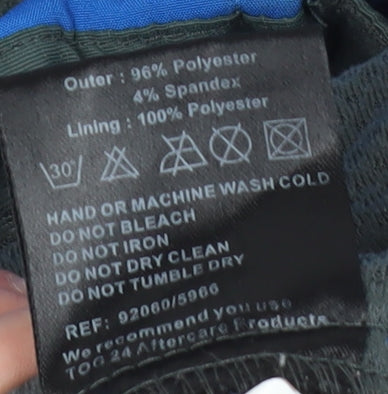 Outer : 96% Polyester
4% Spandex
Lining : 100% Polyester
30°
HAND OR MACHINE WASH COLD
DO NOT BLEACH
DO NOT IRON
DO NOT DRY CLEAN
DO NOT TUMBLE DRY
REF: 92060/5966
We recommend you use
TOG 24 Aftercare Products